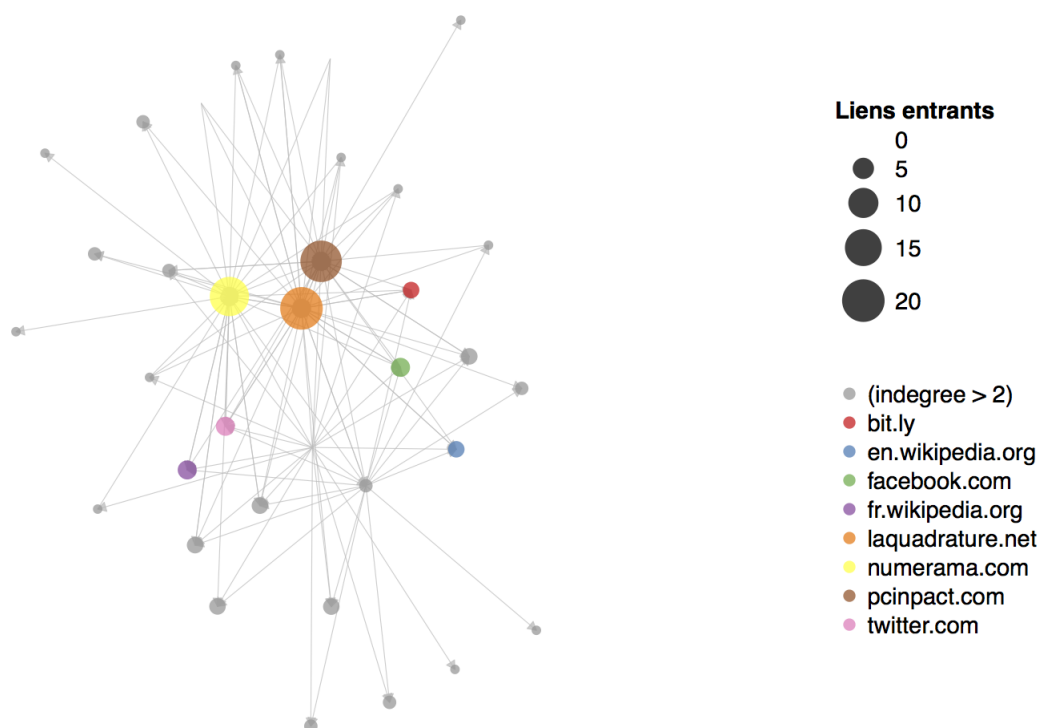 Liens entrants
0
5
10
15
20
(indegree > 2)
bit.ly
en.wikipedia.org
facebook.com
fr.wikipedia.org
laquadrature.net
numerama.com
pcinpact.com
twitter.com